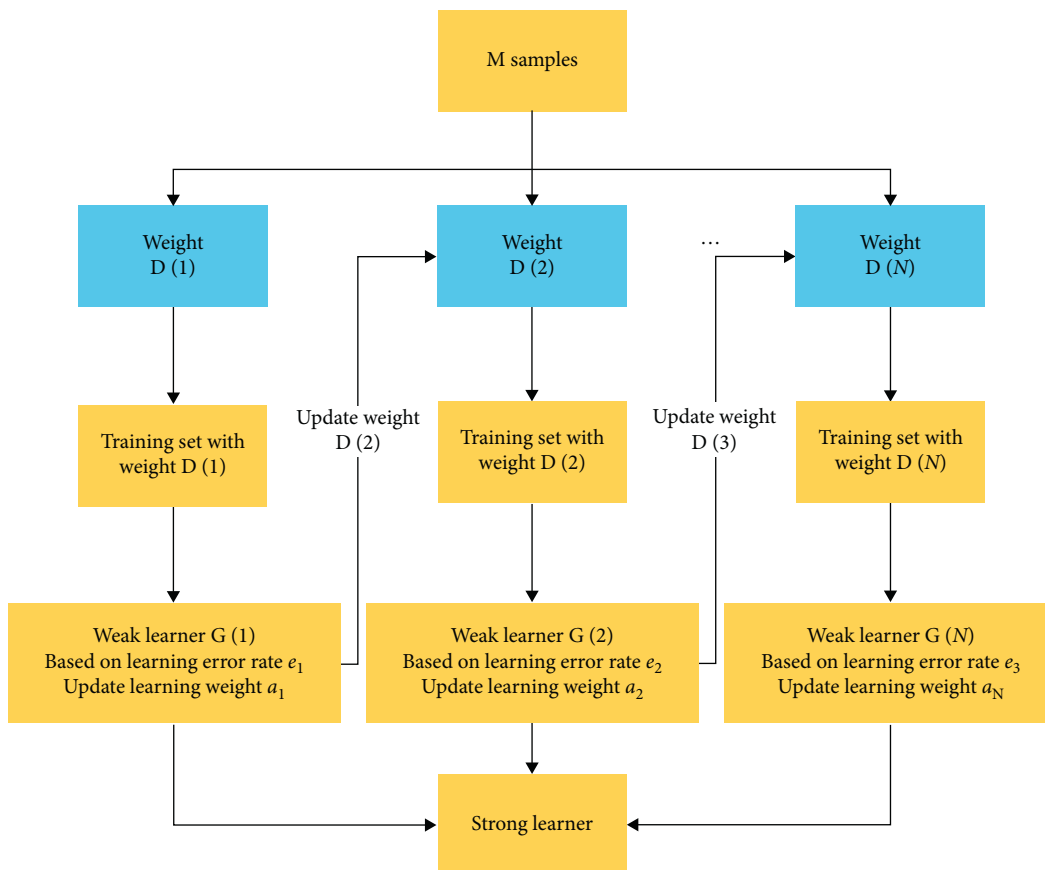 M samples
Weight
D (1)
Weight
D (2)
...
Weight
D (N)
Update weight
D (2)
Update weight
D (3)
Training set with
weight D (1)
Training set with
weight D (2)
Training set with
weight D (N)
Weak learner G (1)
Based on learning error rate e₁
Update learning weight a₁
Weak learner G (2)
Based on learning error rate e₂
Update learning weight a₂
Weak learner G (N)
Based on learning error rate e₃
Update learning weight a_N
Strong learner